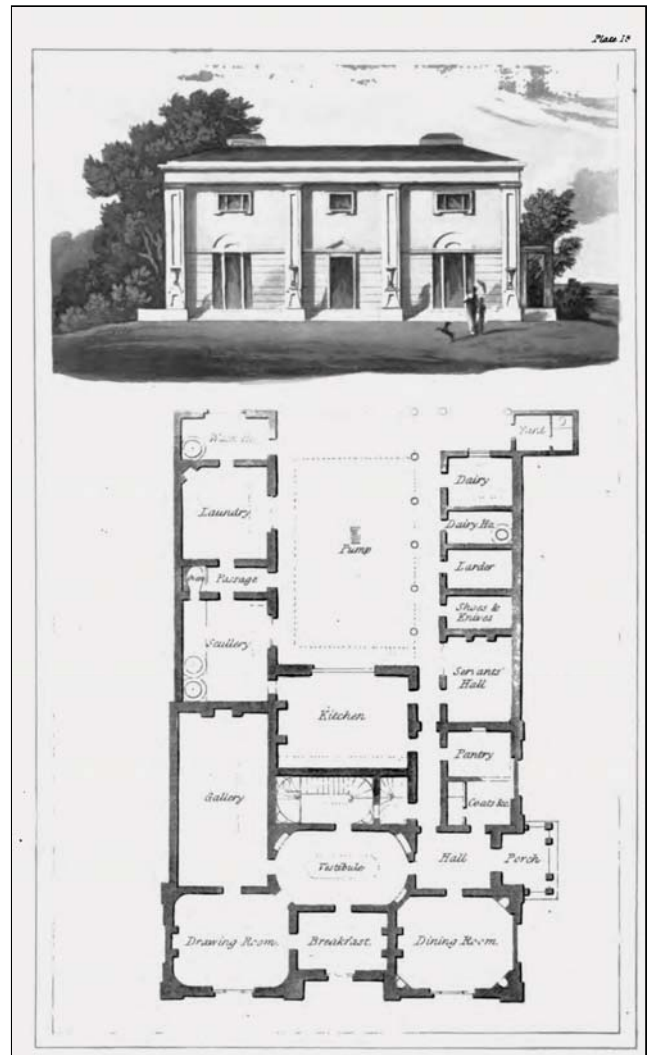 Plate 18
Wash Ho.
Yard
Laundry
Dairy
Dairy Ho.
Pump
Passage
Larder
Shoes &
Knives
Scullery
Servants'
Hall
Kitchen
Pantry
Gallery
Coats &c.
Vestibule
Hall
Porch
Drawing Room.
Breakfast.
Dining Room.